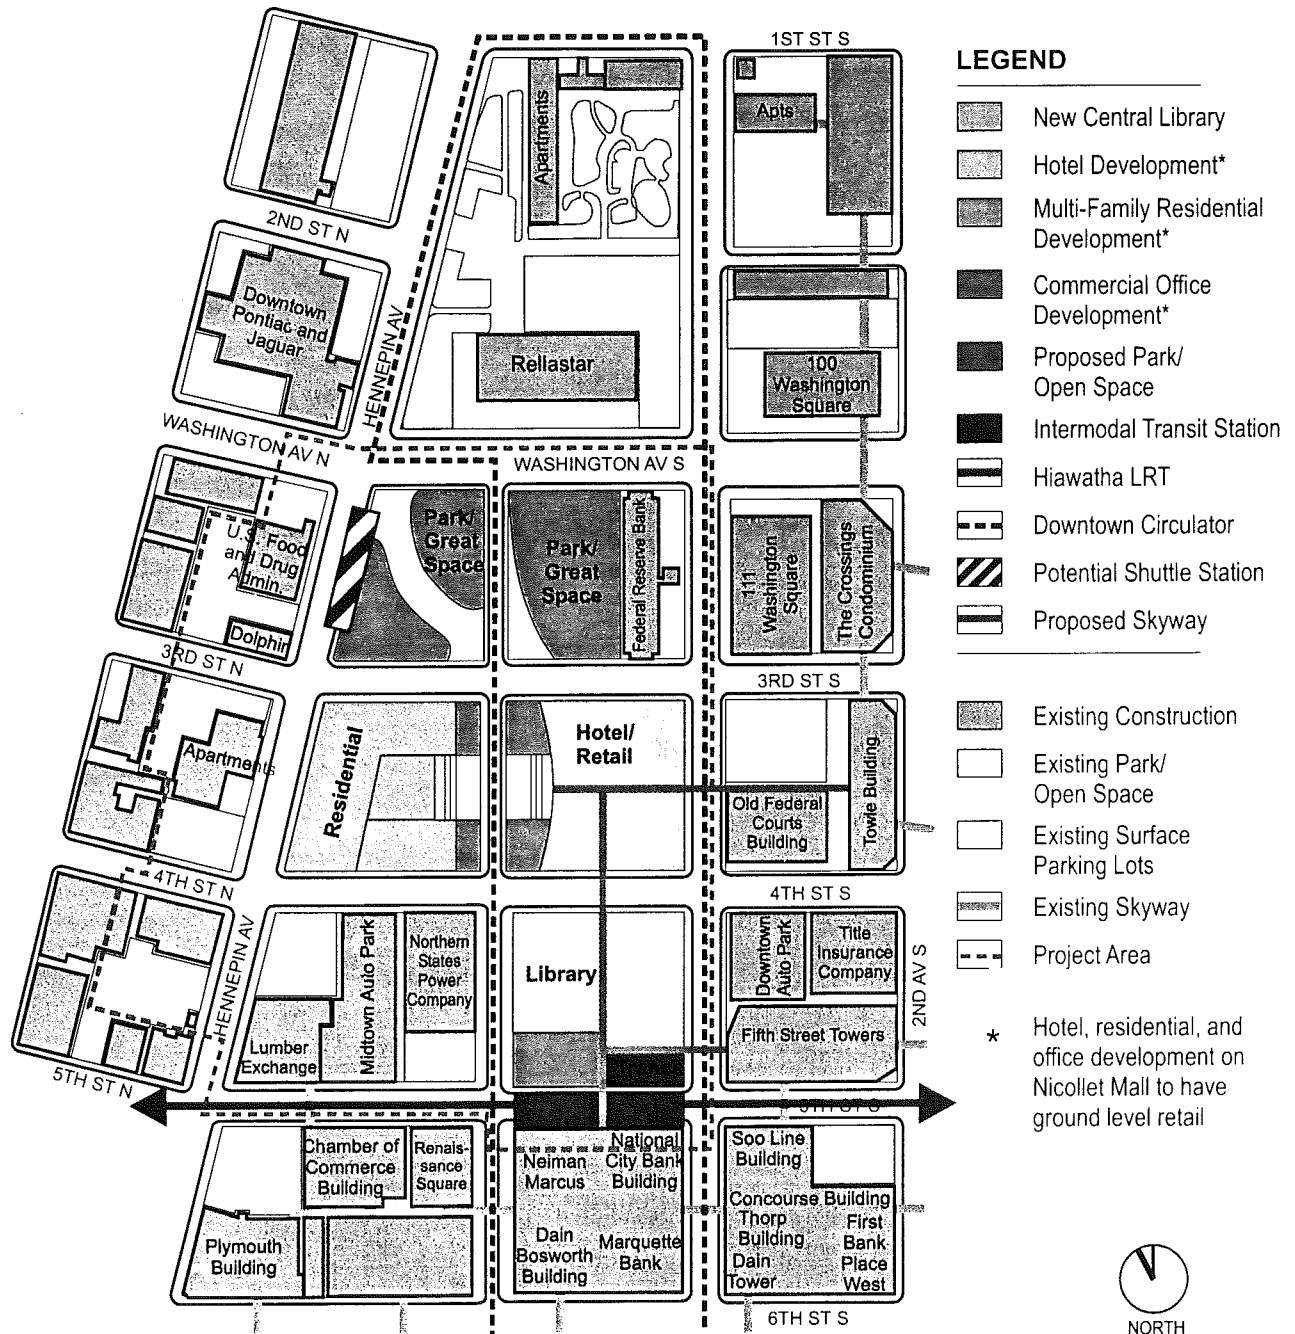 1ST ST S
LEGEND
New Central Library
Hotel Development*
Multi-Family Residential
Development*
Commercial Office
Development*
Proposed Park/
Open Space
Intermodal Transit Station
Hiawatha LRT
Downtown Circulator
Potential Shuttle Station
Proposed Skyway
Existing Construction
Existing Park/
Open Space
Existing Surface
Parking Lots
Existing Skyway
Project Area
* Hotel, residential, and
office development on
Nicollet Mall to have
ground level retail
Apartments
Apts
2ND ST N
Downtown
Pontiac and
Jaguar
HENNEPIN AV
Reliastar
100
Washington
Square
WASHINGTON AV N
WASHINGTON AV S
U.S. Food
and Drug
Admin.
Dolphin
Park/
Great
Space
Park/
Great
Space
Federal Reserve Bank
111
Washington
Square
The Crossings
Condominium
3RD ST N
3RD ST S
Apartments
Residential
Hotel/
Retail
Old Federal
Courts
Building
Towle Building
4TH ST N
4TH ST S
HENNEPIN AV
Midtown Auto Park
Northern
States
Power
Company
Library
Downtown
Auto Park
Title
Insurance
Company
2ND AV S
Lumber
Exchange
Fifth Street Towers
5TH ST N
5TH ST S
Chamber of
Commerce
Building
Renais-
sance
Square
Neiman
Marcus
National
City Bank
Building
Soo Line
Building
Concourse Building
Thorp
Building
First
Bank
Place
West
Plymouth
Building
Dain
Bosworth
Building
Marquette
Bank
Dain
Tower
6TH ST S
NORTH